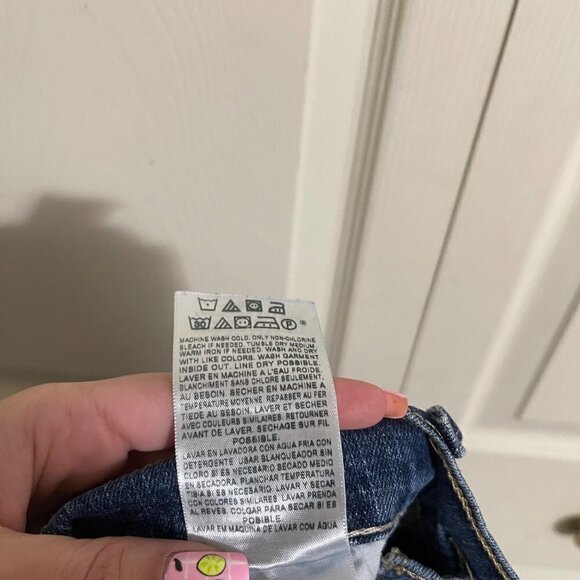 30 P ®
MACHINE WASH COLD. ONLY NON-CHLORINE
BLEACH IF NEEDED. TUMBLE DRY MEDIUM.
WARM IRON IF NEEDED. WASH AND DRY
WITH LIKE COLORS. WASH GARMENT
INSIDE OUT. LINE DRY POSSIBLE.
LAVER EN MACHINE A L'EAU FROIDE.
BLANCHIMENT SANS CHLORE SEULEMENT,
AU BESOIN. SECHER EN MACHINE A
TEMPERATURE MOYENNE. REPASSER AU FER
TIEDE AU BESOIN. LAVER ET SECHER
AVEC COULEURS SIMILAIRES. RETOURNER
AVANT DE LAVER. SECHAGE SUR FIL
POSSIBLE.
LAVAR EN LAVADORA CON AGUA FRIA CON
DETERGENTE. USAR BLANQUEADOR SIN
CLORO SI ES NECESARIO. SECADO MEDIO
EN SECADORA. PLANCHAR TEMPERATURA
TIBIA SI ES NECESARIO. LAVAR Y SECAR
CON COLORES SIMILARES. LAVAR PRENDA
AL REVES. COLGAR PARA SECAR SI ES
POSIBLE.
LAVAR EM MAQUINA DE LAVAR COM AGUA